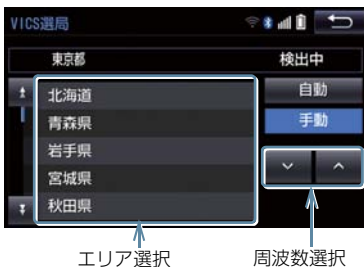 VICS選局
東京都
検出中
北海道
青森県
岩手県
宮城県
秋田県
自動
手動
エリア選択
周波数選択